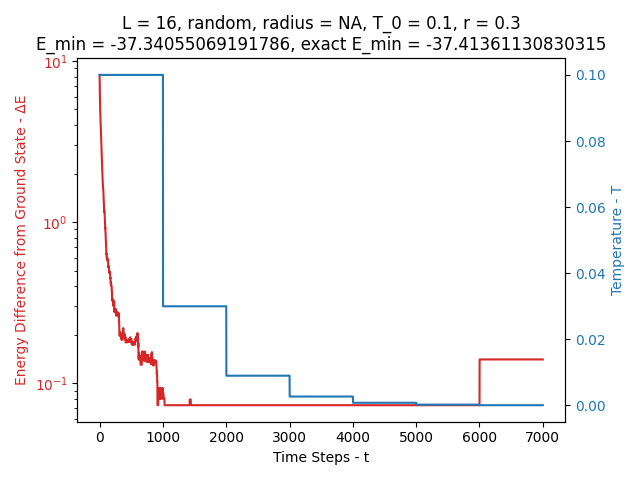 L = 16, random, radius = NA, T_0 = 0.1, r = 0.3
E_min = -37.34055069191786, exact E_min = -37.41361130830315
Energy Difference from Ground State - ΔE
10¹
10⁰
10⁻¹
0 1000 2000 3000 4000 5000 6000 7000
Time Steps - t
0.10
0.08
0.06
0.04
0.02
0.00
Temperature - T